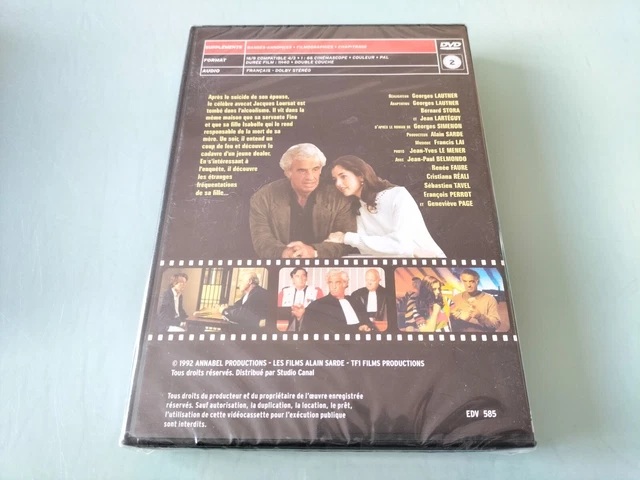 SUPPLÉMENTS
BANDES-ANNONCES • FILMOGRAPHIES •
DVD
FORMAT
16/9 COMPATIBLE 4/3 • 1 : 66 CINÉMASCOPE • COULEUR • PAL
DURÉE FILM : 1H40 • DOUBLE COUCHE
2
AUDIO
FRANÇAIS - DOLBY STÉRÉO
Après le suicide de son épouse,
le célèbre avocat Jacques Loursat est
tombé dans l'alcoolisme. Il vit dans la
même maison que sa servante Fine
et que sa fille Isabelle qui le rend
responsable de la mort de sa
mère. Un soir, il entend un
coup de feu et découvre le
cadavre d'un jeune dealer.
En s'intéressant à
l'enquête, il découvre
les étranges
fréquentations
de sa fille...
RÉALISATEUR Georges LAUTNER
ADAPTATION Georges LAUTNER
Bernard STORA
ET Jean LARTÉGUY
D'APRÈS LE ROMAN DE Georges SIMENON
PRODUCTEUR Alain SARDE
MUSIQUE Francis LAI
PHOTO Jean-Yves LE MENER
AVEC Jean-Paul BELMONDO
Renée FAURE
Cristiana RÉALI
Sébastien TAVEL
François PERROT
ET Geneviève PAGE
© 1992 ANNABEL PRODUCTIONS - LES FILMS ALAIN SARDE - TF1 FILMS PRODUCTIONS
Tous droits réservés. Distribué par Studio Canal
Tous droits du producteur et du propriétaire de l'œuvre enregistrée
réservés. Sauf autorisation, la duplication, la location, le prêt,
l'utilisation de cette vidéocassette pour l'exécution publique
sont interdits.
EDV 585